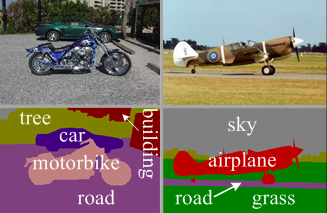 tree
building
car
motorbike
road
sky
airplane
road
grass